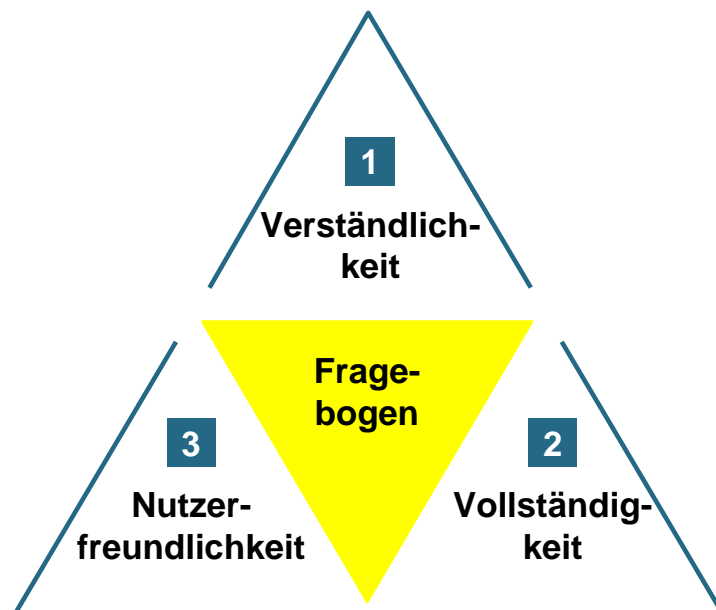 1
Verständlich-
keit
Frage-
bogen
3
Nutzer-
freundlichkeit
2
Vollständig-
keit